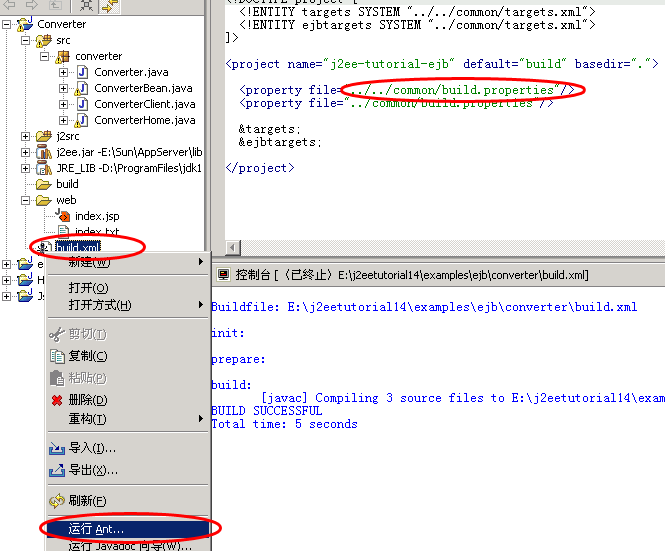 Converter
src
converter
Converter.java
ConverterBean.java
ConverterClient.java
ConverterHome.java
j2src
j2ee.jar -E:\Sun\AppServer\lib
JRE_LIB -D:\ProgramFiles\jdk1
build
web
index.jsp
index.txt
build.xml
e
H
Js
新建(W)
打开(O)
打开方式(H)
剪切(T)
复制(C)
粘贴(P)
删除(D)
重构(T)
导入(I)...
导出(X)...
刷新(F)
运行 Ant...
运行 Javadoc 向导(W)...
<!DOCTYPE project [
<!ENTITY targets SYSTEM "../../common/targets.xml">
<!ENTITY ejbtargets SYSTEM "../common/targets.xml">
]>
<project name="j2ee-tutorial-ejb" default="build" basedir=".">
<property file="../../common/build.properties"/>
<property file="../common/build.properties"/>
&targets;
&ejbtargets;
</project>
控制台 [〈已终止〉E:\j2eetutorial14\examples\ejb\converter\build.xml]
Buildfile: E:\j2eetutorial14\examples\ejb\converter\build.xml
init:
prepare:
build:
[javac] Compiling 3 source files to E:\j2eetutorial14\exa
BUILD SUCCESSFUL
Total time: 5 seconds